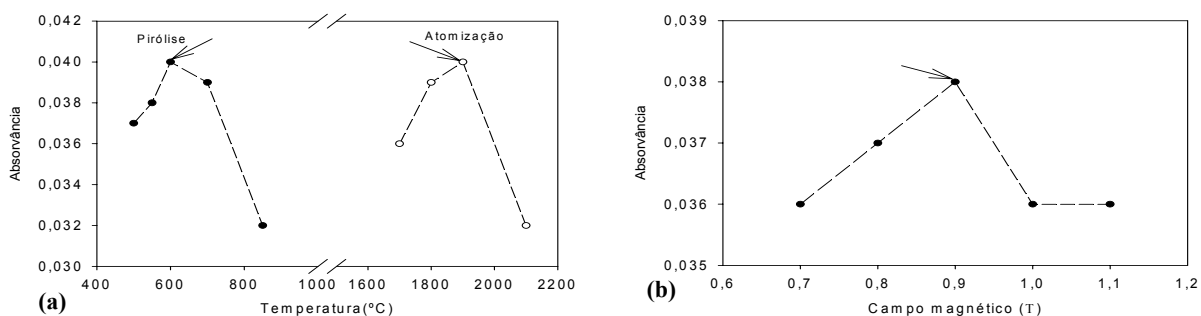 0,042
0,040
0,038
0,036
0,034
0,032
0,030
Absorvância
Pirólise
Atomização
400 600 800 1000 1800 2000 2200
Temperatura(ºC)
(a)
0,039
0,038
0,037
0,036
0,035
Absorvância
0,6 0,7 0,8 0,9 1,0 1,1 1,2
Campo magnético (T)
(b)